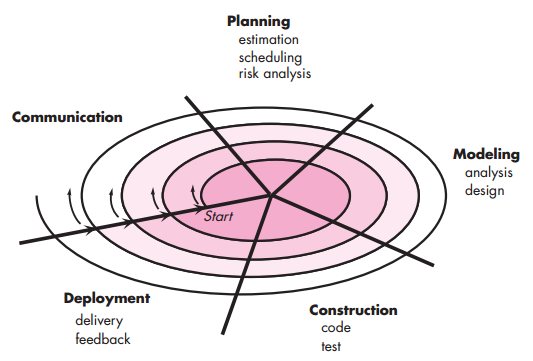 Planning
estimation
scheduling
risk analysis
Communication
Modeling
analysis
design
Start
Deployment
delivery
feedback
Construction
code
test